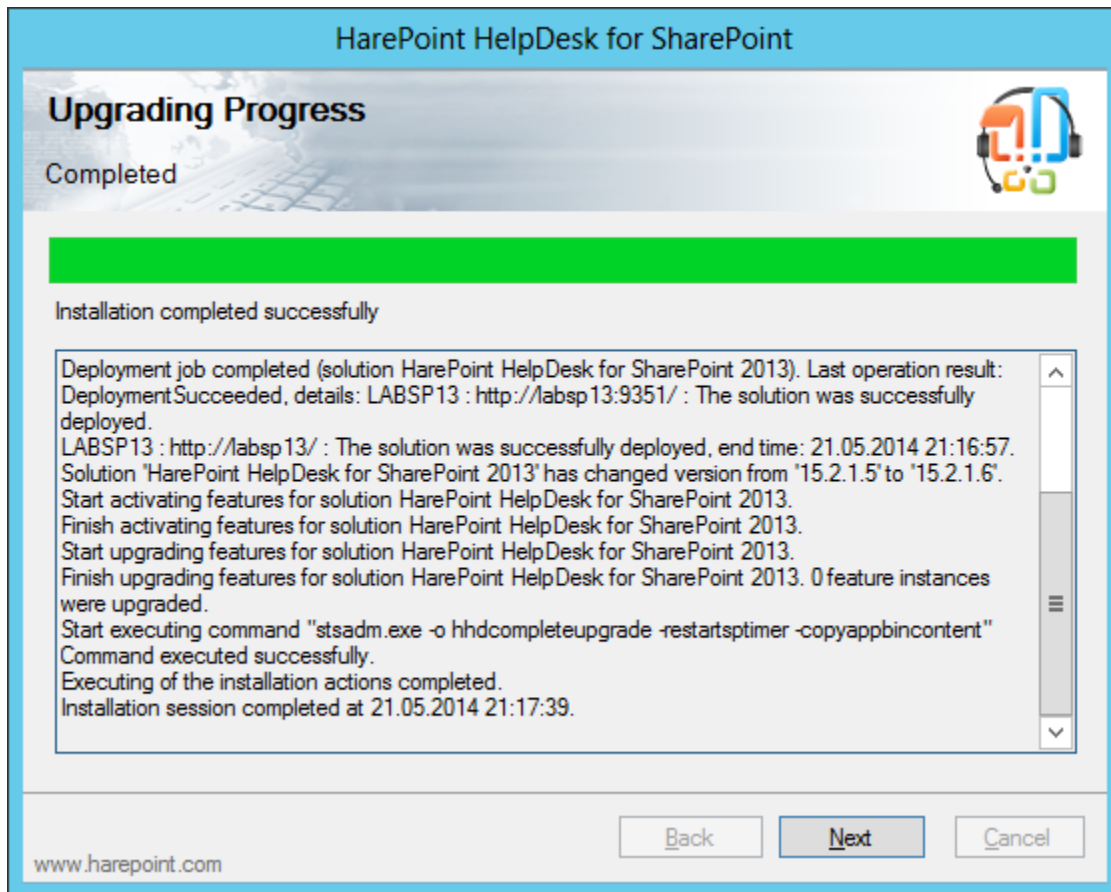 HarePoint HelpDesk for SharePoint
Upgrading Progress
Completed
Installation completed successfully
Deployment job completed (solution HarePoint HelpDesk for SharePoint 2013). Last operation result:
DeploymentSucceeded, details: LABSP13 : http://labsp13:9351/ : The solution was successfully
deployed.
LABSP13 : http://labsp13/ : The solution was successfully deployed, end time: 21.05.2014 21:16:57.
Solution 'HarePoint HelpDesk for SharePoint 2013' has changed version from '15.2.1.5' to '15.2.1.6'.
Start activating features for solution HarePoint HelpDesk for SharePoint 2013.
Finish activating features for solution HarePoint HelpDesk for SharePoint 2013.
Start upgrading features for solution HarePoint HelpDesk for SharePoint 2013.
Finish upgrading features for solution HarePoint HelpDesk for SharePoint 2013. 0 feature instances
were upgraded.
Start executing command "stsadm.exe -o hhdcompleteupgrade -restartsptimer -copyappbincontent"
Command executed successfully.
Executing of the installation actions completed.
Installation session completed at 21.05.2014 21:17:39.
Back Next Cancel
www.harepoint.com